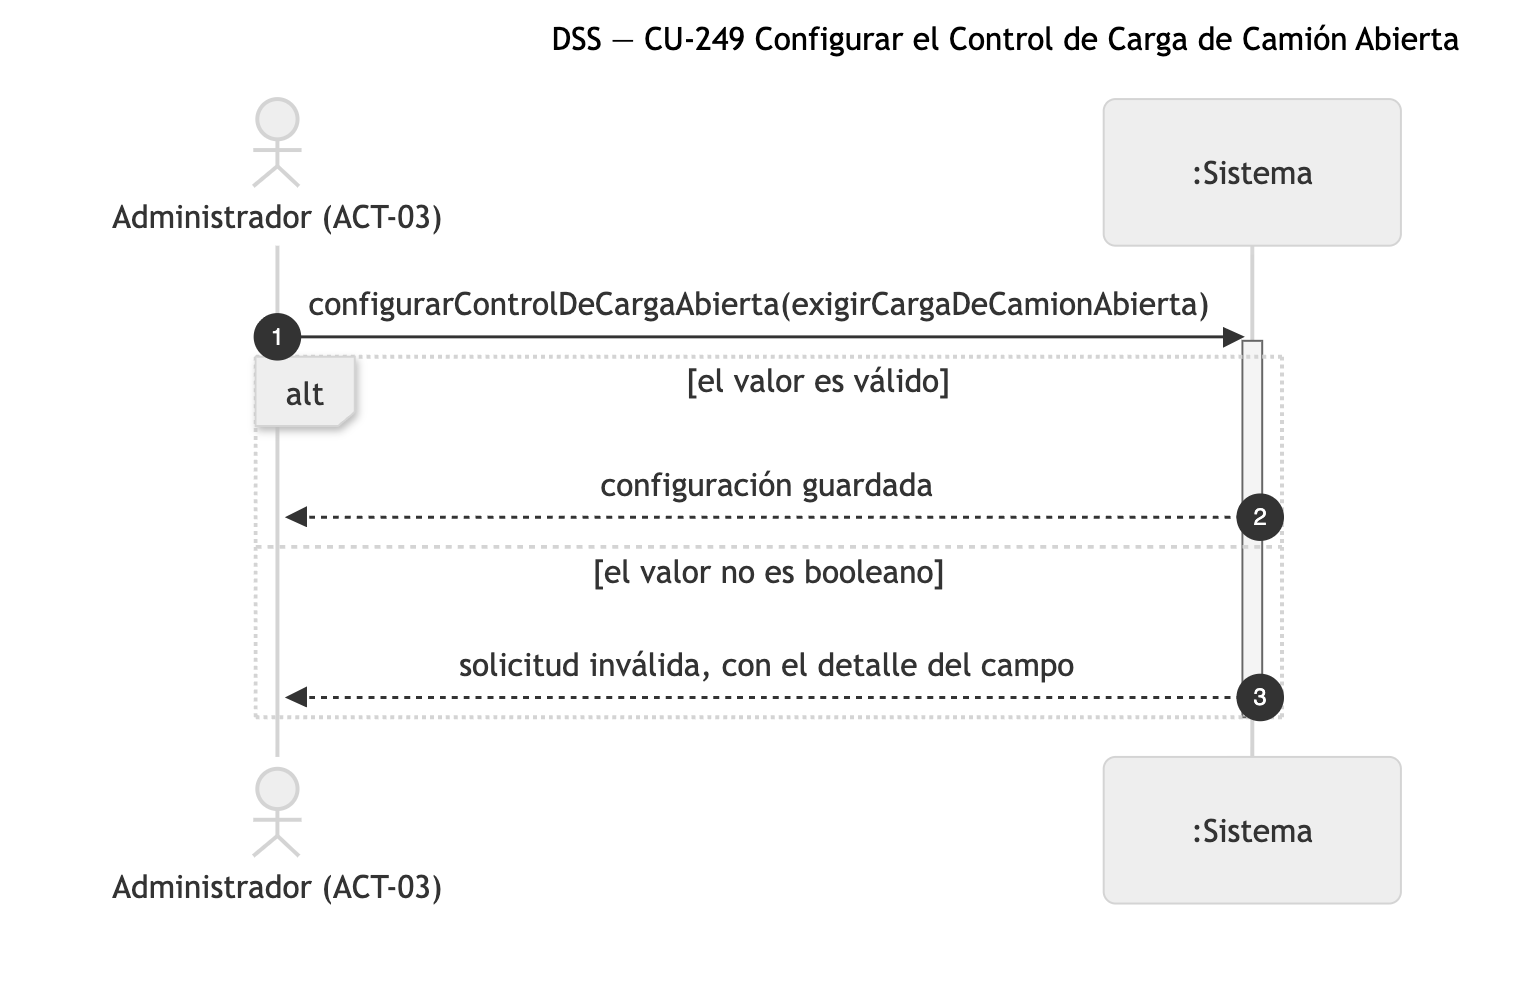 DSS — CU-249 Configurar el Control de Carga de Camión Abierta
:Sistema
Administrador (ACT-03)
configurarControlDeCargaAbierta(exigirCargaDeCamionAbierta)
1
alt
[el valor es válido]
configuración guardada
2
[el valor no es booleano]
solicitud inválida, con el detalle del campo
3
:Sistema
Administrador (ACT-03)